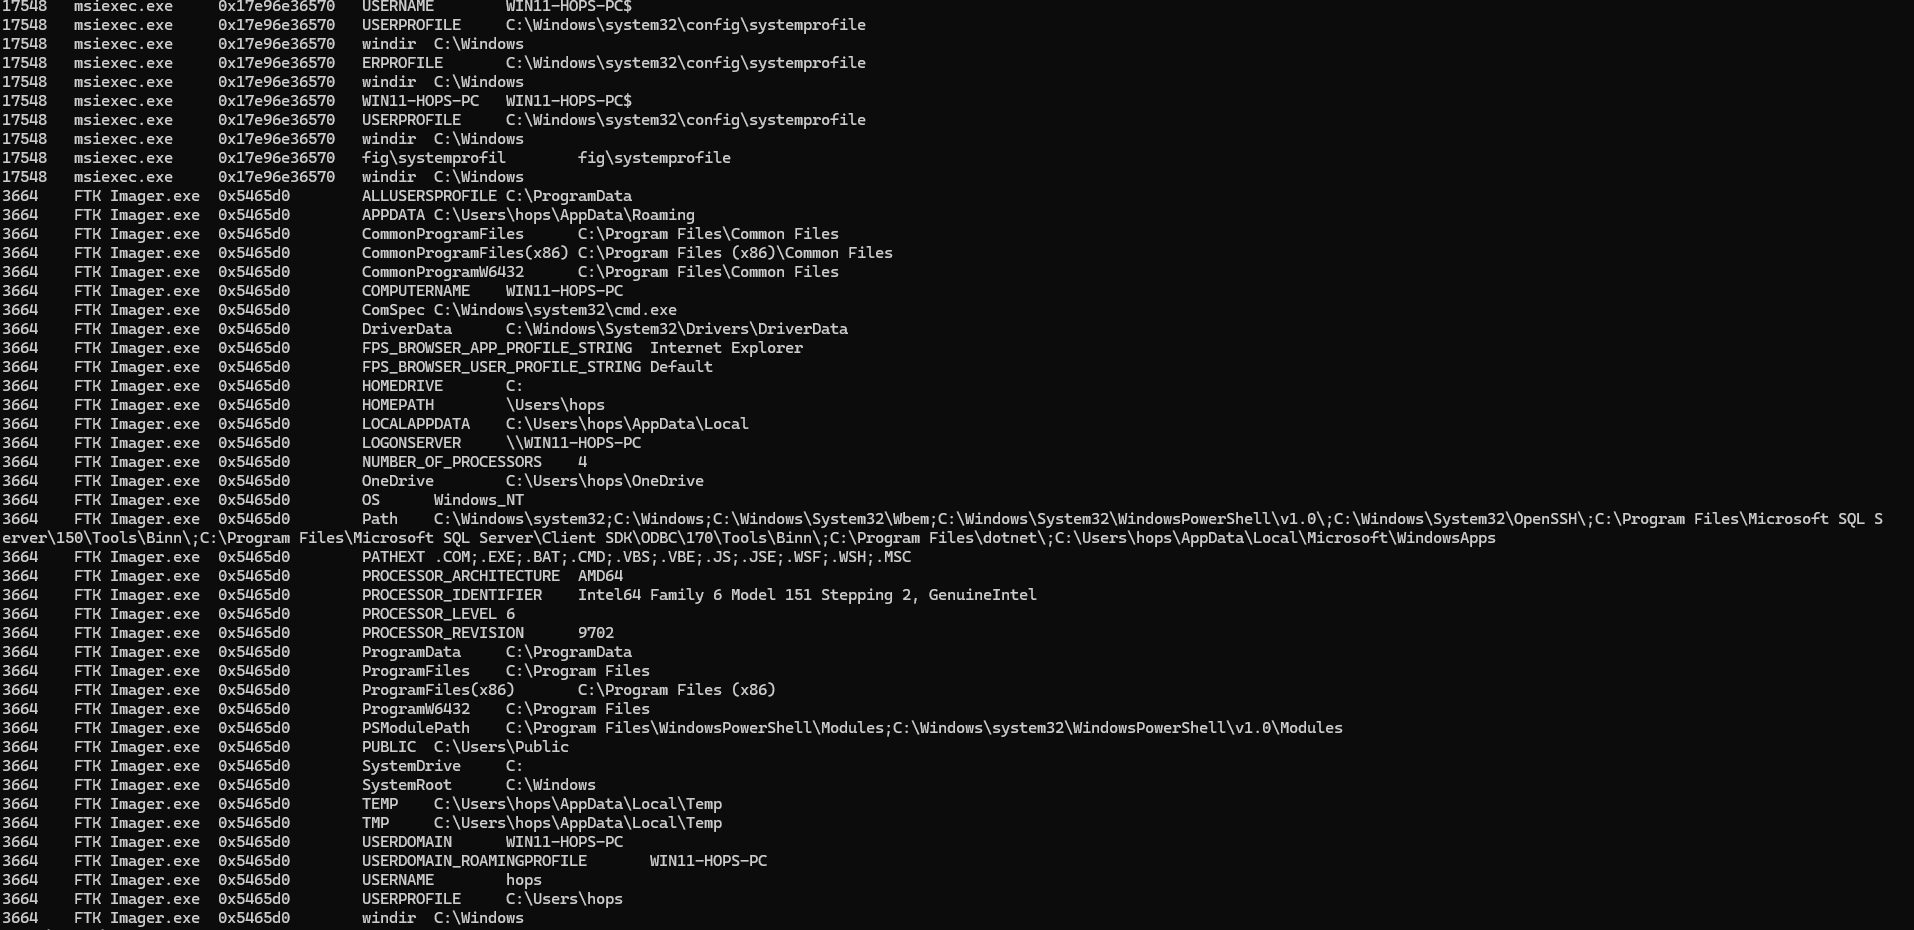 17548 msiexec.exe 0x17e96e36570 USERNAME WIN11-HOPS-PC$
17548 msiexec.exe 0x17e96e36570 USERPROFILE C:\Windows\system32\config\systemprofile
17548 msiexec.exe 0x17e96e36570 windir C:\Windows
17548 msiexec.exe 0x17e96e36570 ERPROFILE C:\Windows\system32\config\systemprofile
17548 msiexec.exe 0x17e96e36570 windir C:\Windows
17548 msiexec.exe 0x17e96e36570 WIN11-HOPS-PC WIN11-HOPS-PC$
17548 msiexec.exe 0x17e96e36570 USERPROFILE C:\Windows\system32\config\systemprofile
17548 msiexec.exe 0x17e96e36570 windir C:\Windows
17548 msiexec.exe 0x17e96e36570 fig\systemprofil fig\systemprofile
17548 msiexec.exe 0x17e96e36570 windir C:\Windows
3664 FTK Imager.exe 0x5465d0 ALLUSERSPROFILE C:\ProgramData
3664 FTK Imager.exe 0x5465d0 APPDATA C:\Users\hops\AppData\Roaming
3664 FTK Imager.exe 0x5465d0 CommonProgramFiles C:\Program Files\Common Files
3664 FTK Imager.exe 0x5465d0 CommonProgramFiles(x86) C:\Program Files (x86)\Common Files
3664 FTK Imager.exe 0x5465d0 CommonProgramW6432 C:\Program Files\Common Files
3664 FTK Imager.exe 0x5465d0 COMPUTERNAME WIN11-HOPS-PC
3664 FTK Imager.exe 0x5465d0 ComSpec C:\Windows\system32\cmd.exe
3664 FTK Imager.exe 0x5465d0 DriverData C:\Windows\System32\Drivers\DriverData
3664 FTK Imager.exe 0x5465d0 FPS_BROWSER_APP_PROFILE_STRING Internet Explorer
3664 FTK Imager.exe 0x5465d0 FPS_BROWSER_USER_PROFILE_STRING Default
3664 FTK Imager.exe 0x5465d0 HOMEDRIVE C:
3664 FTK Imager.exe 0x5465d0 HOMEPATH \Users\hops
3664 FTK Imager.exe 0x5465d0 LOCALAPPDATA C:\Users\hops\AppData\Local
3664 FTK Imager.exe 0x5465d0 LOGONSERVER \\WIN11-HOPS-PC
3664 FTK Imager.exe 0x5465d0 NUMBER_OF_PROCESSORS 4
3664 FTK Imager.exe 0x5465d0 OneDrive C:\Users\hops\OneDrive
3664 FTK Imager.exe 0x5465d0 OS Windows_NT
3664 FTK Imager.exe 0x5465d0 Path C:\Windows\system32;C:\Windows;C:\Windows\System32\Wbem;C:\Windows\System32\WindowsPowerShell\v1.0\;C:\Windows\System32\OpenSSH\;C:\Program Files\Microsoft SQL S
erver\150\Tools\Binn\;C:\Program Files\Microsoft SQL Server\Client SDK\ODBC\170\Tools\Binn\;C:\Program Files\dotnet\;C:\Users\hops\AppData\Local\Microsoft\WindowsApps
3664 FTK Imager.exe 0x5465d0 PATHEXT .COM;.EXE;.BAT;.CMD;.VBS;.VBE;.JS;.JSE;.WSF;.WSH;.MSC
3664 FTK Imager.exe 0x5465d0 PROCESSOR_ARCHITECTURE AMD64
3664 FTK Imager.exe 0x5465d0 PROCESSOR_IDENTIFIER Intel64 Family 6 Model 151 Stepping 2, GenuineIntel
3664 FTK Imager.exe 0x5465d0 PROCESSOR_LEVEL 6
3664 FTK Imager.exe 0x5465d0 PROCESSOR_REVISION 9702
3664 FTK Imager.exe 0x5465d0 ProgramData C:\ProgramData
3664 FTK Imager.exe 0x5465d0 ProgramFiles C:\Program Files
3664 FTK Imager.exe 0x5465d0 ProgramFiles(x86) C:\Program Files (x86)
3664 FTK Imager.exe 0x5465d0 ProgramW6432 C:\Program Files
3664 FTK Imager.exe 0x5465d0 PSModulePath C:\Program Files\WindowsPowerShell\Modules;C:\Windows\system32\WindowsPowerShell\v1.0\Modules
3664 FTK Imager.exe 0x5465d0 PUBLIC C:\Users\Public
3664 FTK Imager.exe 0x5465d0 SystemDrive C:
3664 FTK Imager.exe 0x5465d0 SystemRoot C:\Windows
3664 FTK Imager.exe 0x5465d0 TEMP C:\Users\hops\AppData\Local\Temp
3664 FTK Imager.exe 0x5465d0 TMP C:\Users\hops\AppData\Local\Temp
3664 FTK Imager.exe 0x5465d0 USERDOMAIN WIN11-HOPS-PC
3664 FTK Imager.exe 0x5465d0 USERDOMAIN_ROAMINGPROFILE WIN11-HOPS-PC
3664 FTK Imager.exe 0x5465d0 USERNAME hops
3664 FTK Imager.exe 0x5465d0 USERPROFILE C:\Users\hops
3664 FTK Imager.exe 0x5465d0 windir C:\Windows